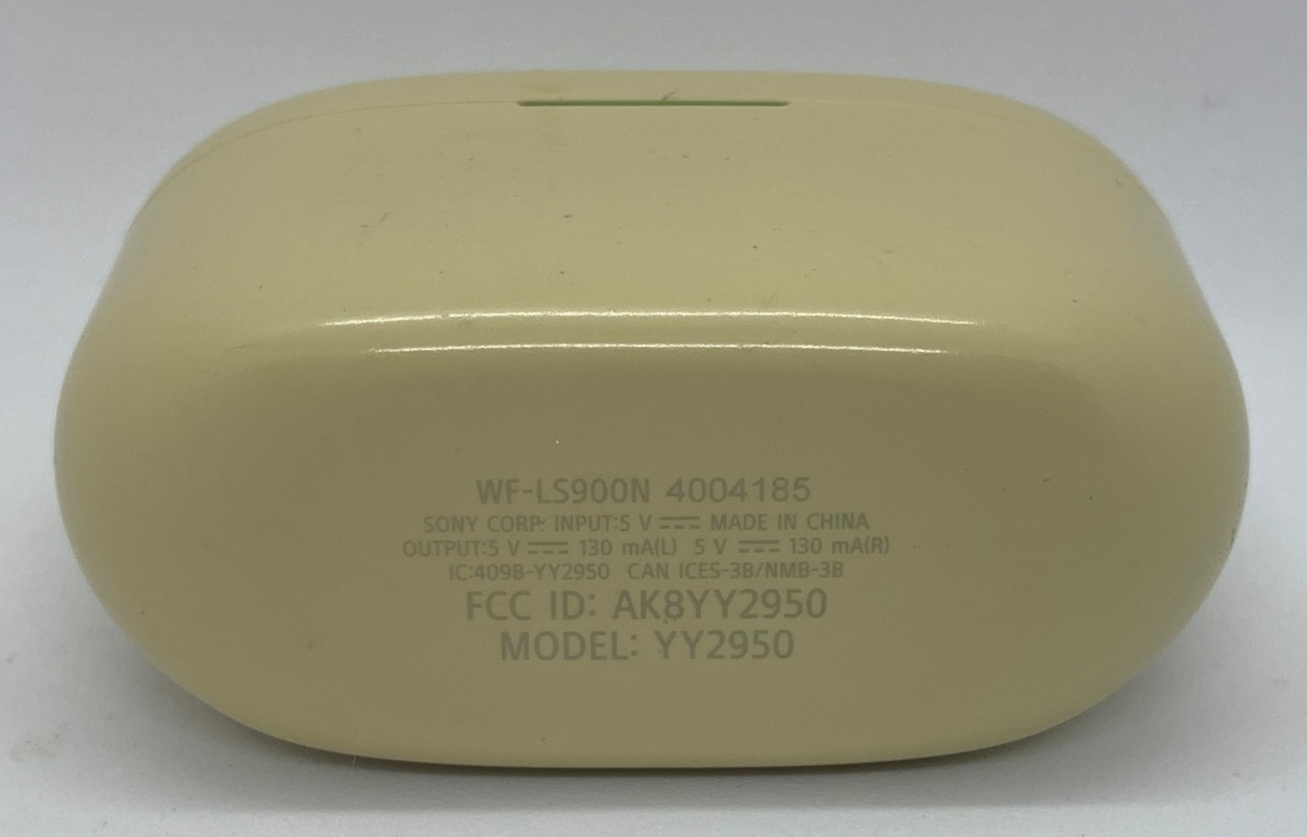 WF-LS900N 4004185
SONY CORP. INPUT:5 V ⎓ MADE IN CHINA
OUTPUT:5 V ⎓ 130 mA(L) 5 V ⎓ 130 mA(R)
IC:409B-YY2950 CAN ICES-3B/NMB-3B
FCC ID: AK8YY2950
MODEL: YY2950